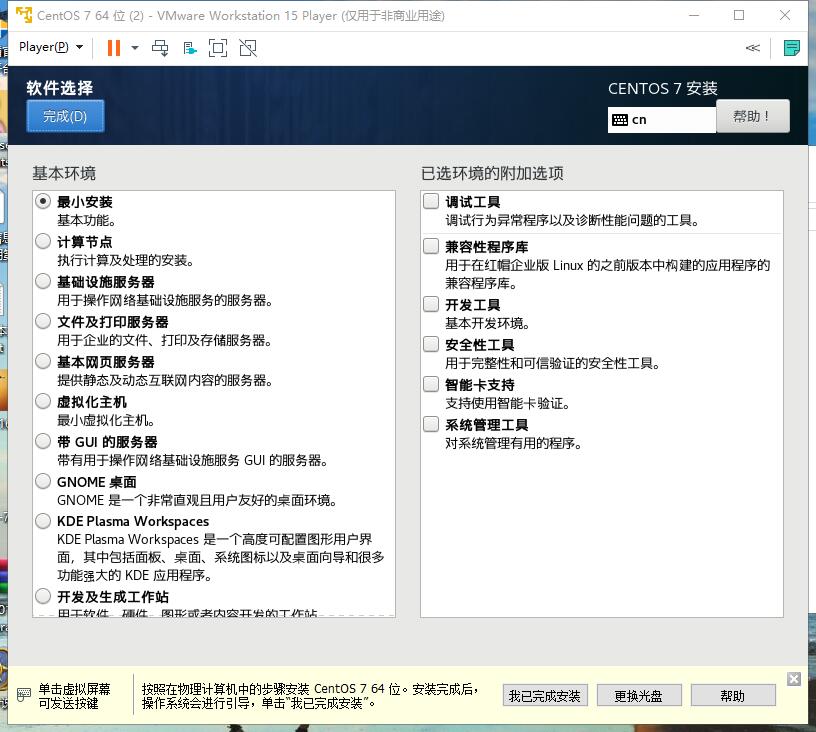 CentOS 7 64 位 (2) - VMware Workstation 15 Player (仅用于非商业用途)
Player(P)
软件选择
CENTOS 7 安装
完成(D)
cn
帮助！
基本环境
已选环境的附加选项
最小安装
基本功能。
计算节点
执行计算及处理的安装。
基础设施服务器
用于操作网络基础设施服务的服务器。
文件及打印服务器
用于企业的文件、打印及存储服务器。
基本网页服务器
提供静态及动态互联网内容的服务器。
虚拟化主机
最小虚拟化主机。
带 GUI 的服务器
带有用于操作网络基础设施服务 GUI 的服务器。
GNOME 桌面
GNOME 是一个非常直观且用户友好的桌面环境。
KDE Plasma Workspaces
KDE Plasma Workspaces 是一个高度可配置图形用户界
面，其中包括面板、桌面、系统图标以及桌面向导和很多
功能强大的 KDE 应用程序。
开发及生成工作站
用于软件、硬件、图形或者内容开发的工作站
调试工具
调试行为异常程序以及诊断性能问题的工具。
兼容性程序库
用于在红帽企业版 Linux 的之前版本中构建的应用程序的
兼容程序库。
开发工具
基本开发环境。
安全性工具
用于完整性和可信验证的安全性工具。
智能卡支持
支持使用智能卡验证。
系统管理工具
对系统管理有用的程序。
单击虚拟屏幕
可发送按键
按照在物理计算机中的步骤安装 CentOS 7 64 位。安装完成后，
操作系统会进行引导，单击“我已完成安装”。
我已完成安装
更换光盘
帮助